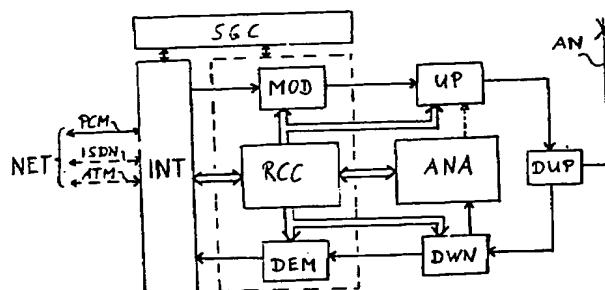 SGC
AN
MOD
UP
PCM
NET
ISDN
ATM
INT
RCC
ANA
DUP
DEM
DWN